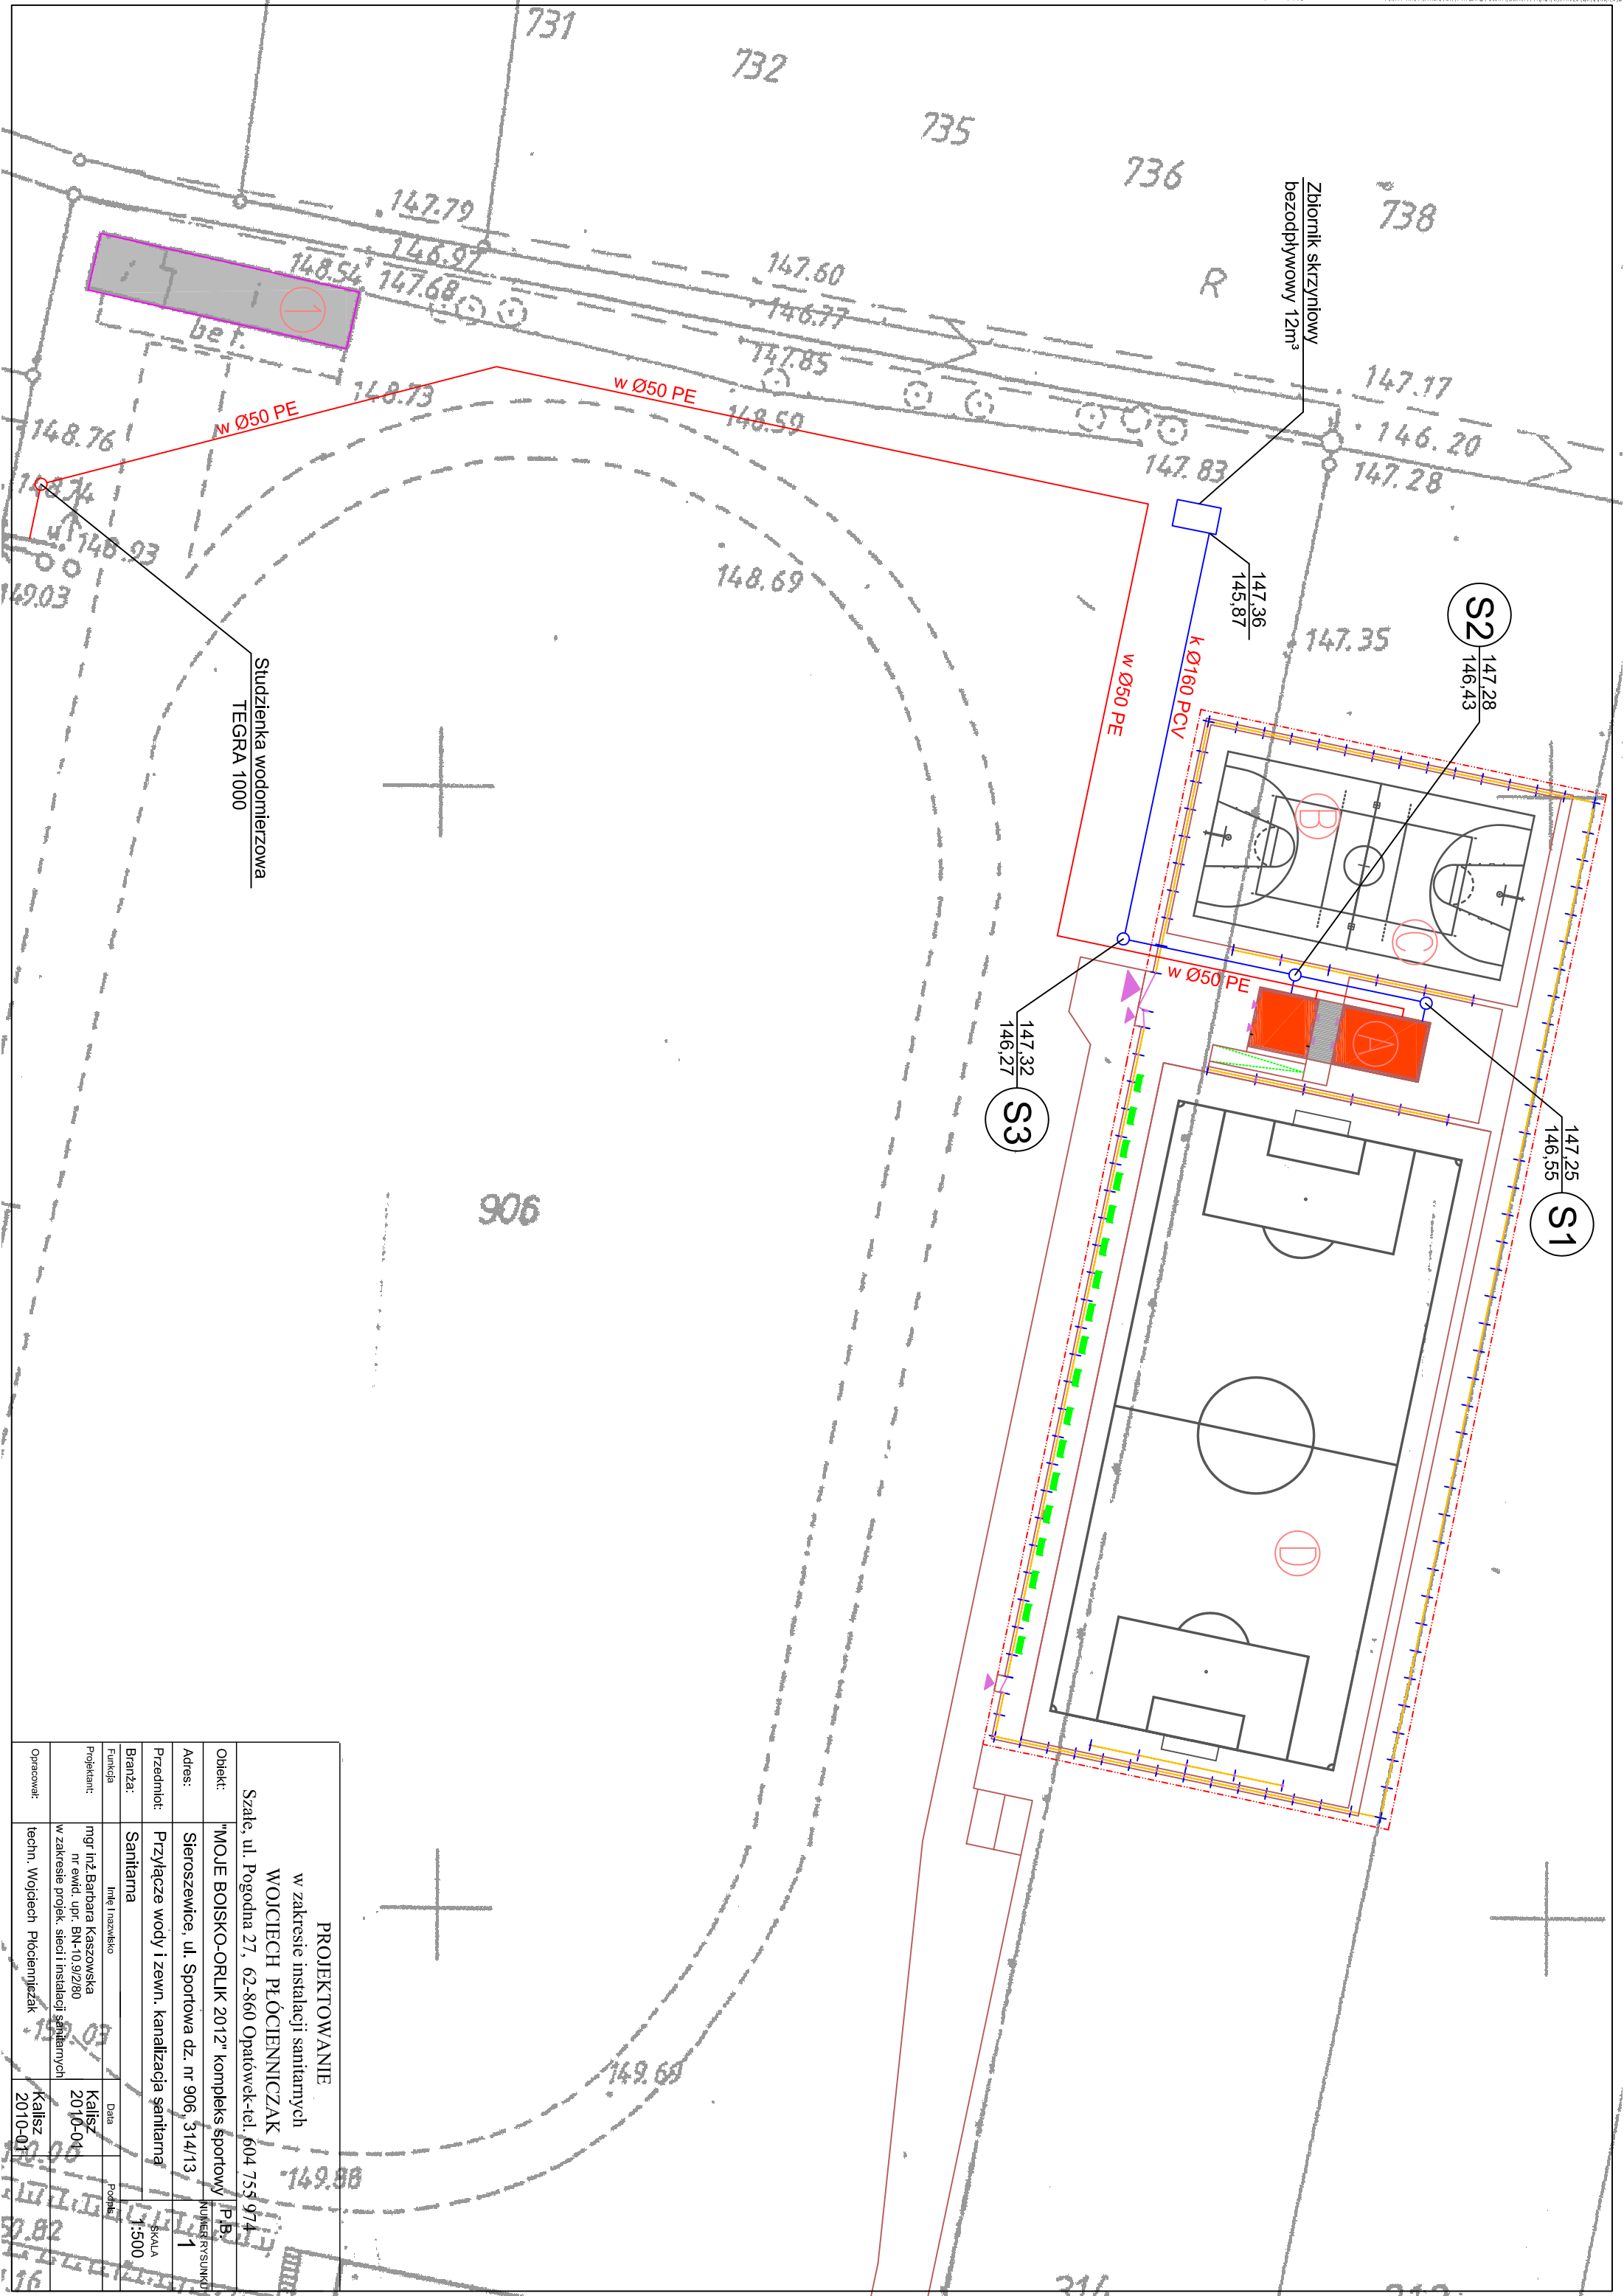 731
732
735
736
738
R
Zbiornik skrzyniowy
bezodpływowy 12m³
147.79
146.97
148.54
147.68
147.60
146.77
147.85
147.17
146.20
147.28
147.83
1
bet.
148.73
148.59
w Ø50 PE
w Ø50 PE
148.76
148.74
148.93
149.03
148.69
147,36
145,87
147.35
k Ø160 PCV
w Ø50 PE
S2
147,28
146,43
Studzienka wodomierzowa
TEGRA 1000
B
C
w Ø50 PE
A
147,32
146,27
S3
147,25
146,55
S1
906
D
149.69
149.88
150.06
314
PROJEKTOWANIE
w zakresie instalacji sanitarnych
WOJCIECH PŁÓCIENNICZAK
Szałe, ul. Pogodna 27, 62-860 Opatówek-tel. 604 755 974
Obiekt: "MOJE BOISKO-ORLIK 2012" kompleks sportowy P.B.
Adres: Sieroszewice, ul. Sportowa dz. nr 906, 314/13
NUMER RYSUNKU
1
Przedmiot: Przyłącze wody i zewn. kanalizacja sanitarna
SKALA
1:500
Branża: Sanitarna
Funkcja Imię i nazwisko Data Podpis
Projektant: mgr inż.Barbara Kaszowska
nr ewid. upr. BN-10.9/2/80
w zakresie projek. sieci i instalacji sanitarnych
Kalisz
2010-01
Opracował: techn. Wojciech Płócienniczak
Kalisz
2010-01